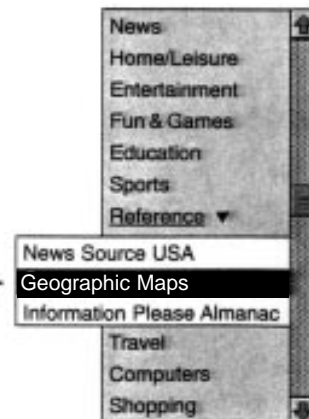 News
Home/Leisure
Entertainment
Fun & Games
Education
Sports
Reference ▼
News Source USA
Geographic Maps
Information Please Almanac
Travel
Computers
Shopping